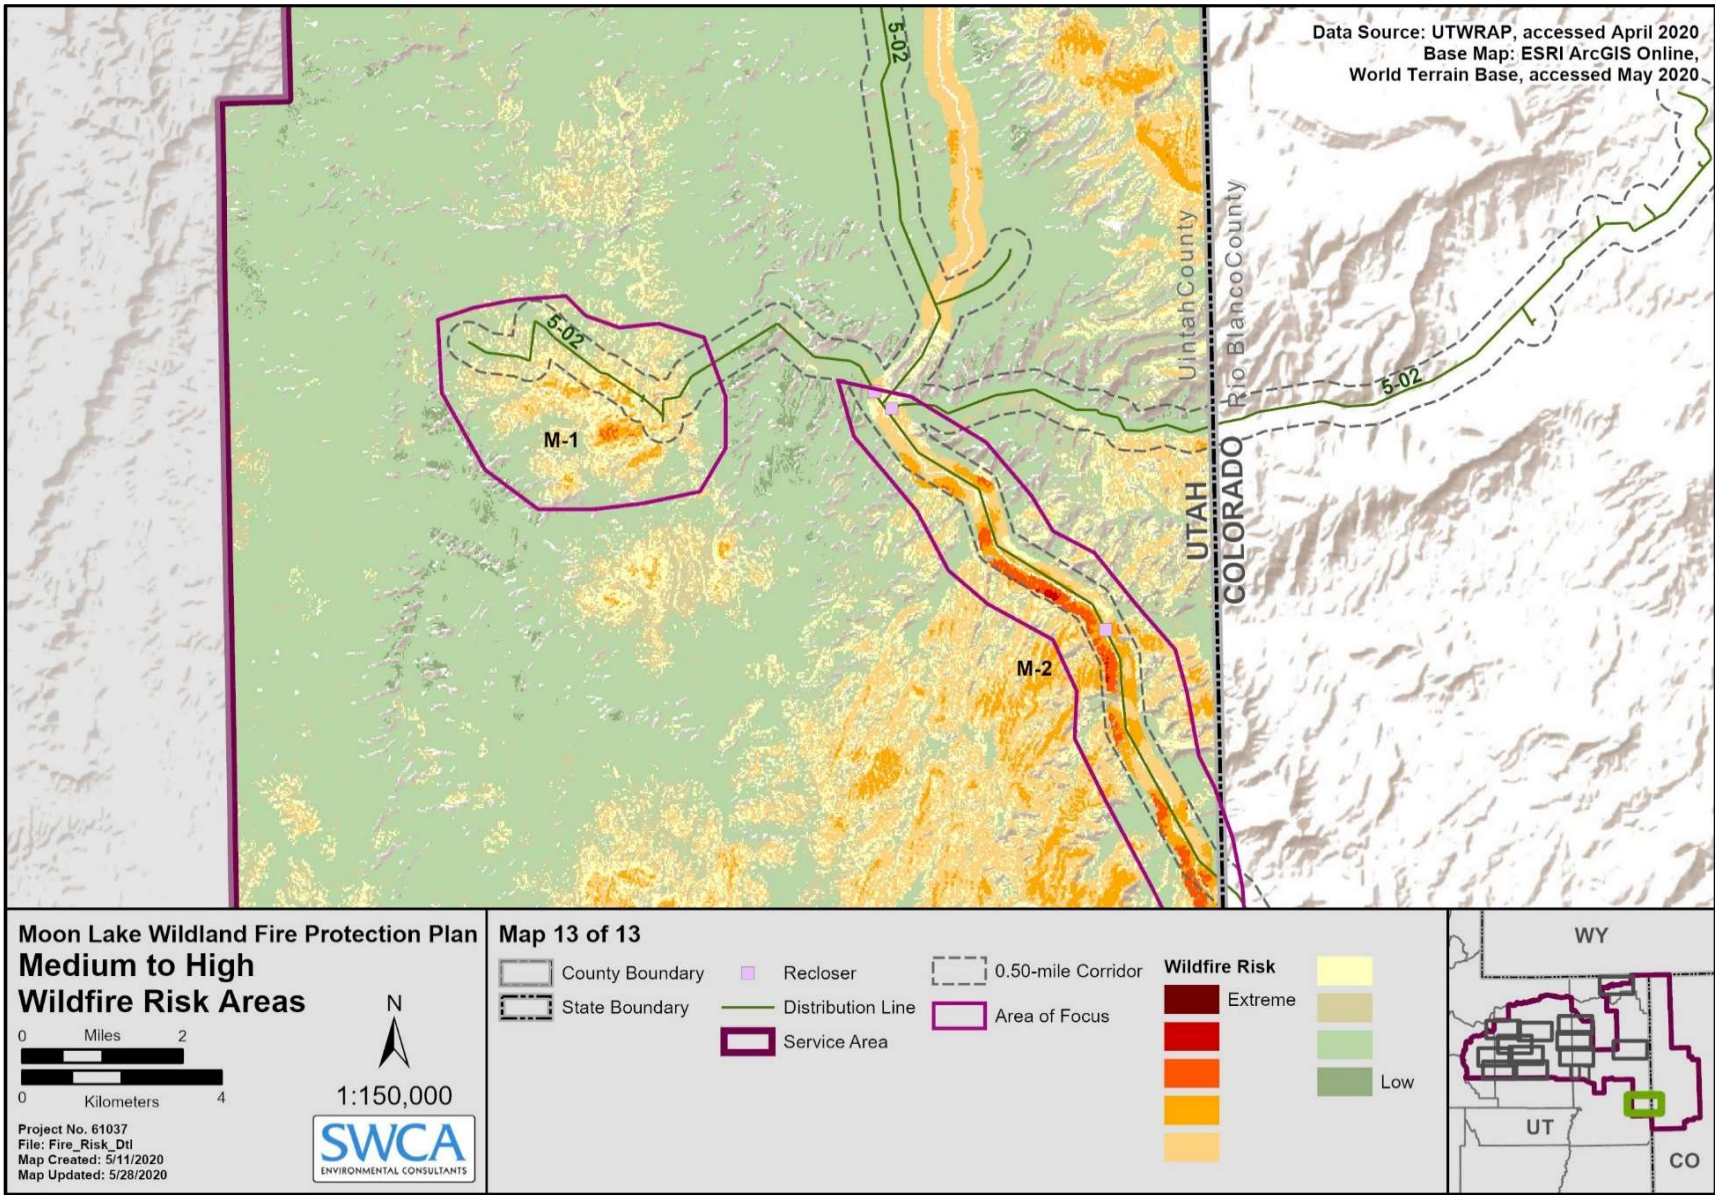 Data Source: UTWRAP, accessed April 2020
Base Map: ESRI ArcGIS Online,
World Terrain Base, accessed May 2020
5-02
UintahCounty
Rio BlancoCounty
5-02
5-02
M-1
UTAH
COLORADO
M-2
Moon Lake Wildland Fire Protection Plan
Medium to High
Wildfire Risk Areas
0 Miles 2
0 Kilometers 4
N
1:150,000
Project No. 61037
File: Fire_Risk_Dtl
Map Created: 5/11/2020
Map Updated: 5/28/2020
SWCA
ENVIRONMENTAL CONSULTANTS
Map 13 of 13
County Boundary
State Boundary
Recloser
Distribution Line
Service Area
0.50-mile Corridor
Area of Focus
Wildfire Risk
Extreme
Low
WY
UT
CO